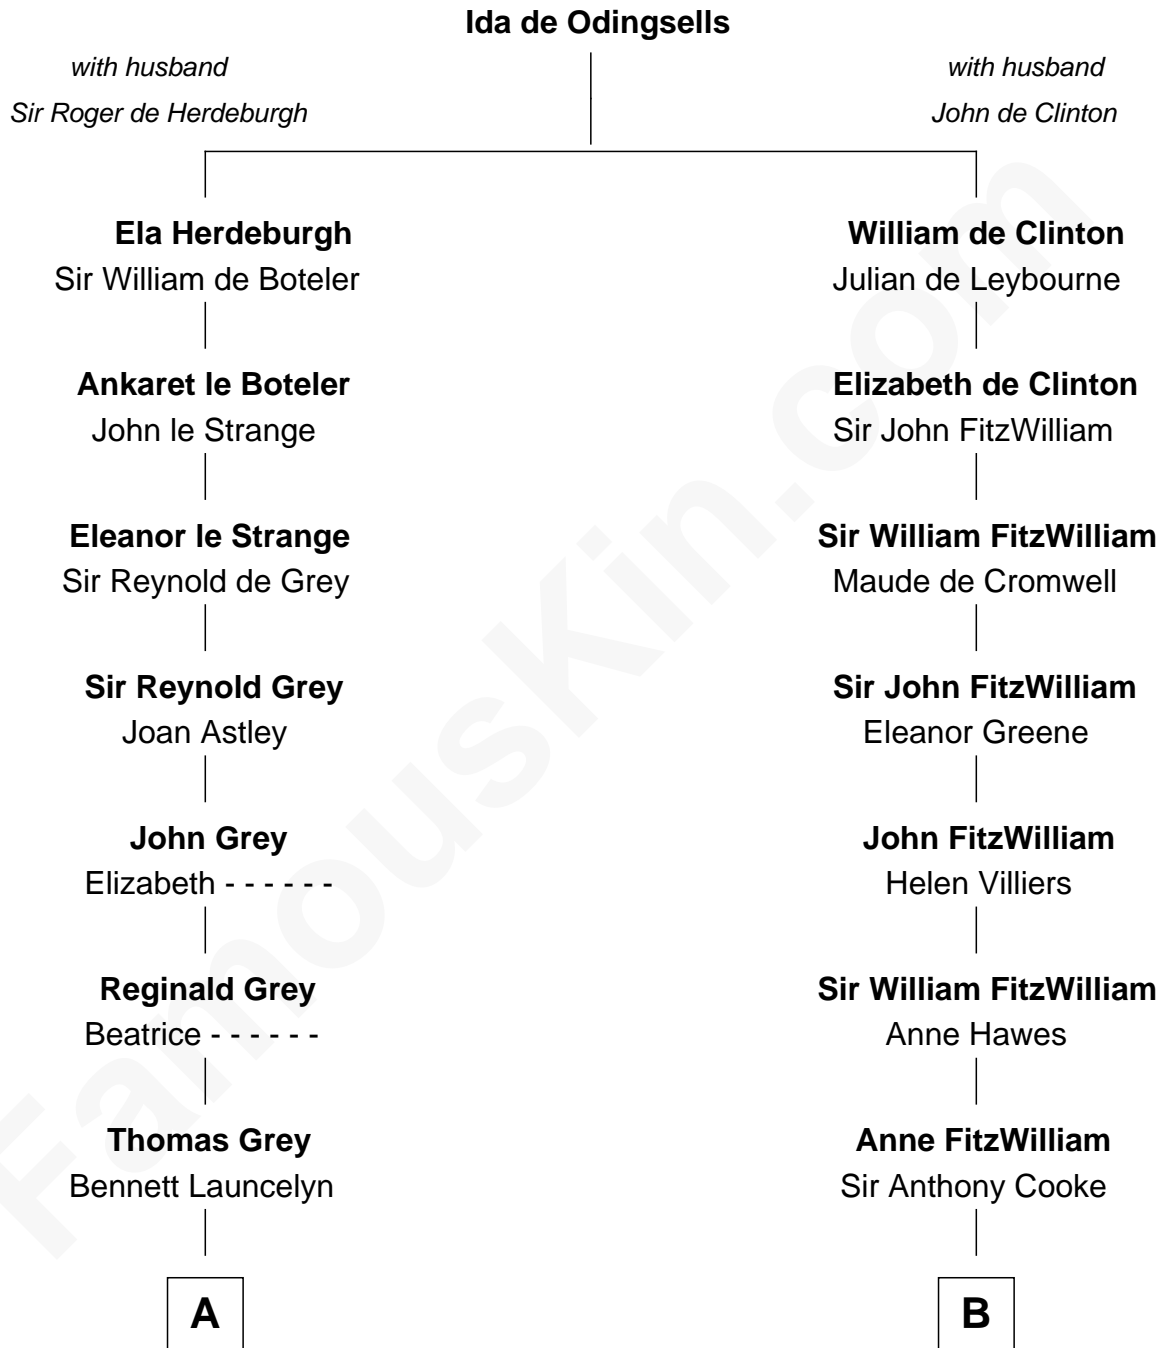 Ida de Odingsells
with husband
Sir Roger de Herdeburgh
with husband
John de Clinton
Ela Herdeburgh
Sir William de Boteler
William de Clinton
Julian de Leybourne
Ankaret le Boteler
John le Strange
Elizabeth de Clinton
Sir John FitzWilliam
Eleanor le Strange
Sir Reynold de Grey
Sir William FitzWilliam
Maude de Cromwell
Sir Reynold Grey
Joan Astley
Sir John FitzWilliam
Eleanor Greene
John Grey
Elizabeth - - - - - -
John FitzWilliam
Helen Villiers
Reginald Grey
Beatrice - - - - - -
Sir William FitzWilliam
Anne Hawes
Thomas Grey
Bennett Launcelyn
Anne FitzWilliam
Sir Anthony Cooke
A
B
FamousKin.com